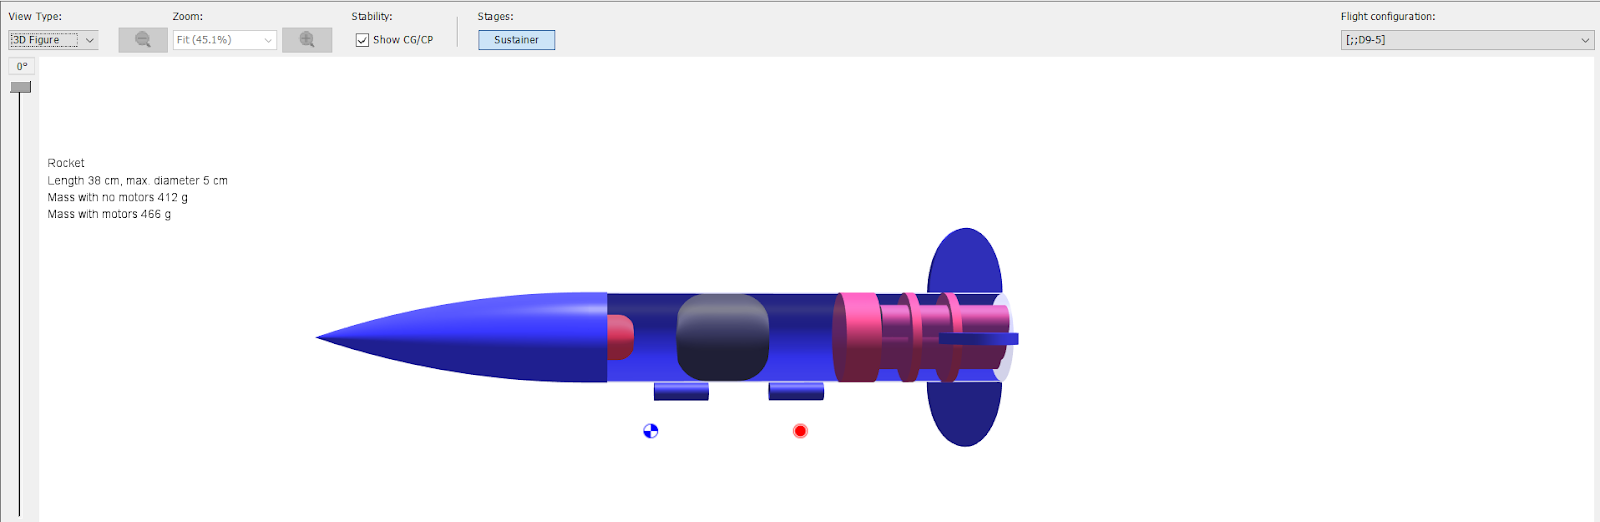 View Type:
Zoom:
Stability:
Stages:
Flight configuration:
3D Figure
Fit (45.1%)
Show CG/CP
Sustainer
[;;D9-5]
0°
Rocket
Length 38 cm, max. diameter 5 cm
Mass with no motors 412 g
Mass with motors 466 g